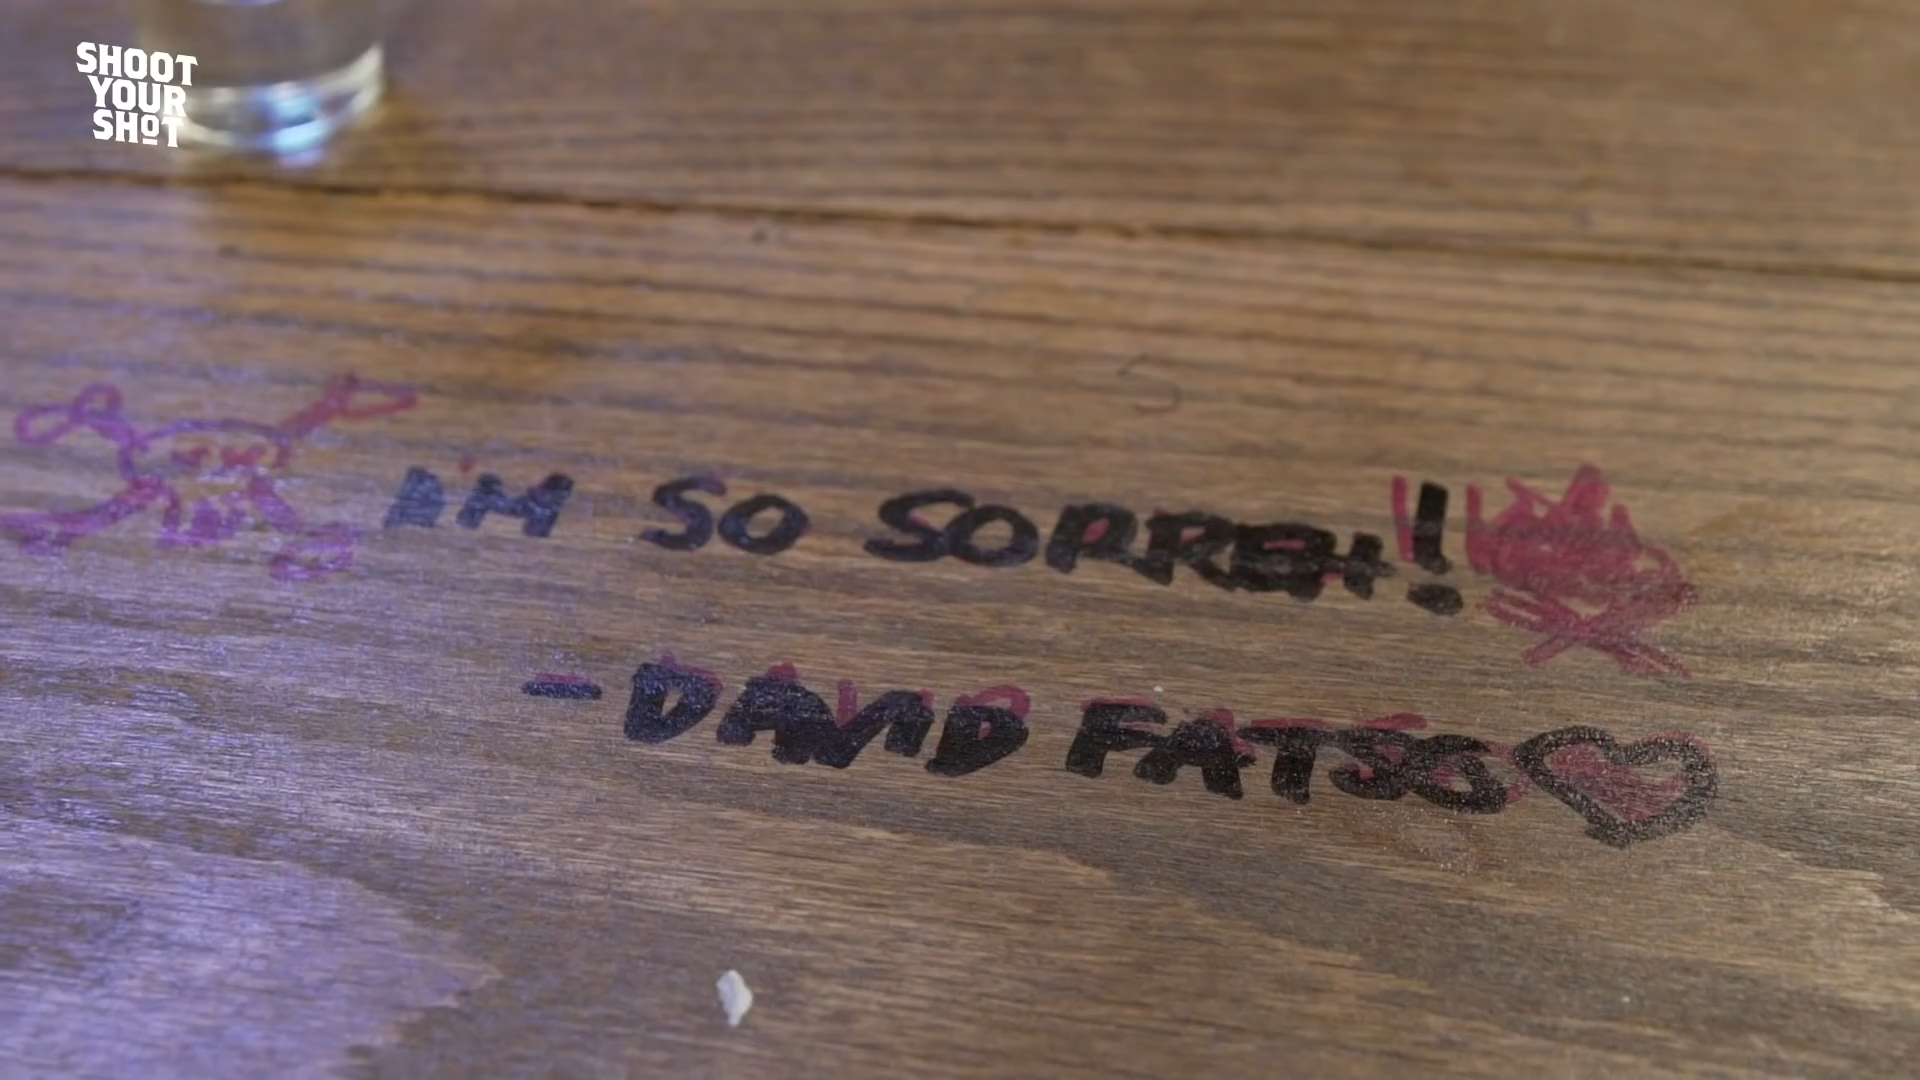 SHOOT
YOUR
SHOT
I'M SO SORRY!
- DAVID FATSO